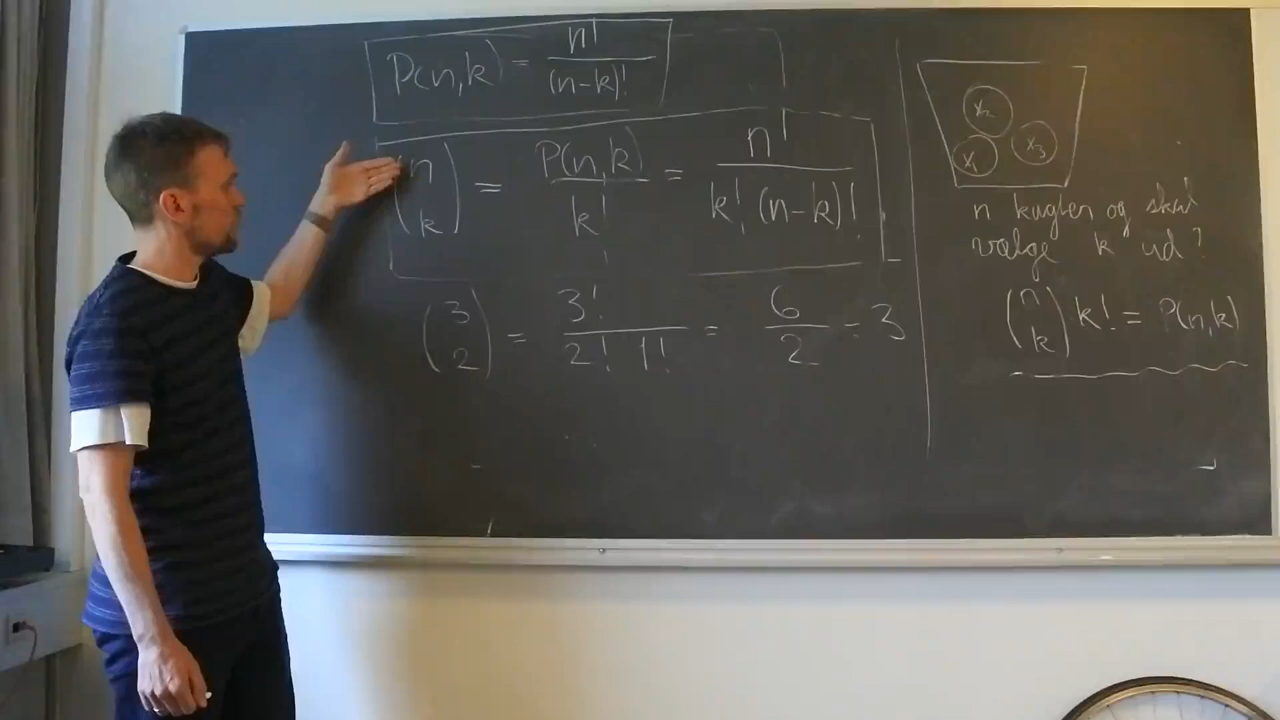 P(n,k) = n! / (n-k)!
(n k) = P(n,k) / k! = n! / k! (n-k)!
(3 2) = 3! / 2! 1! = 6 / 2 = 3
x₂
x₁ x₃
n kugler og skal
vælge k ud?
(n k) k! = P(n,k)